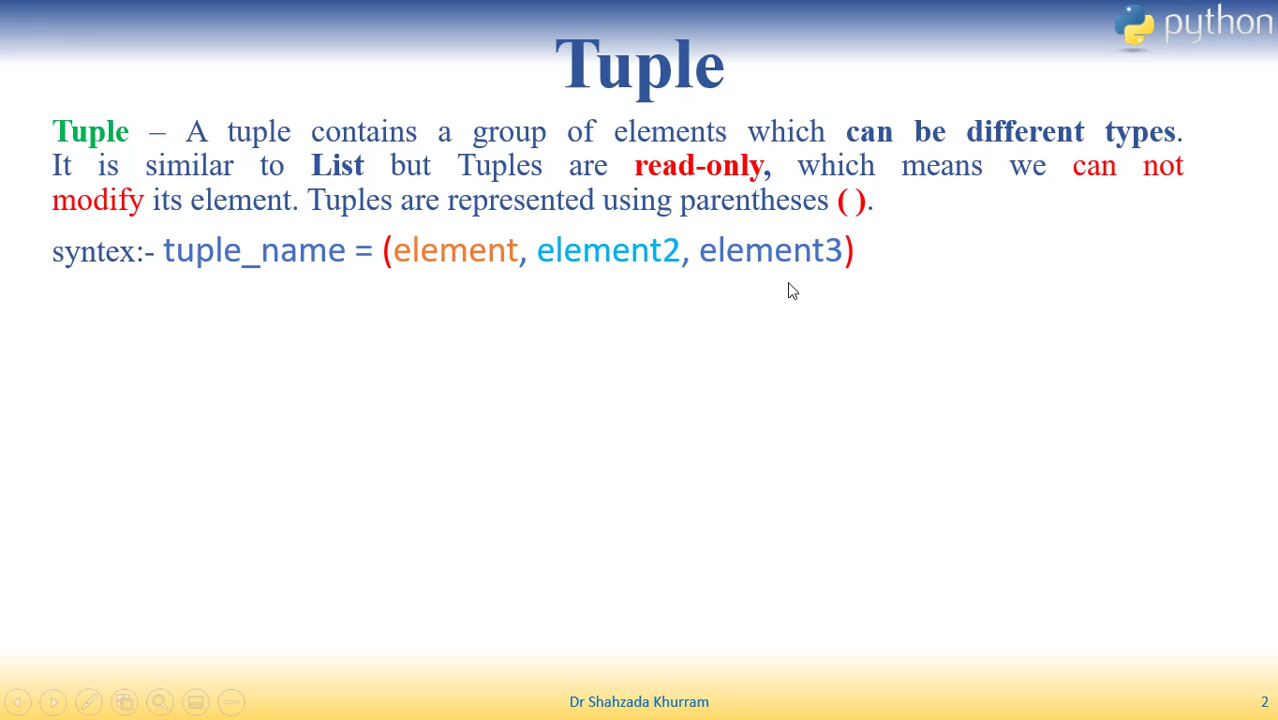 python
Tuple
Tuple – A tuple contains a group of elements which can be different types.
It is similar to List but Tuples are read-only, which means we can not
modify its element. Tuples are represented using parentheses ( ).
syntex:- tuple_name = (element, element2, element3)
Dr Shahzada Khurram
2